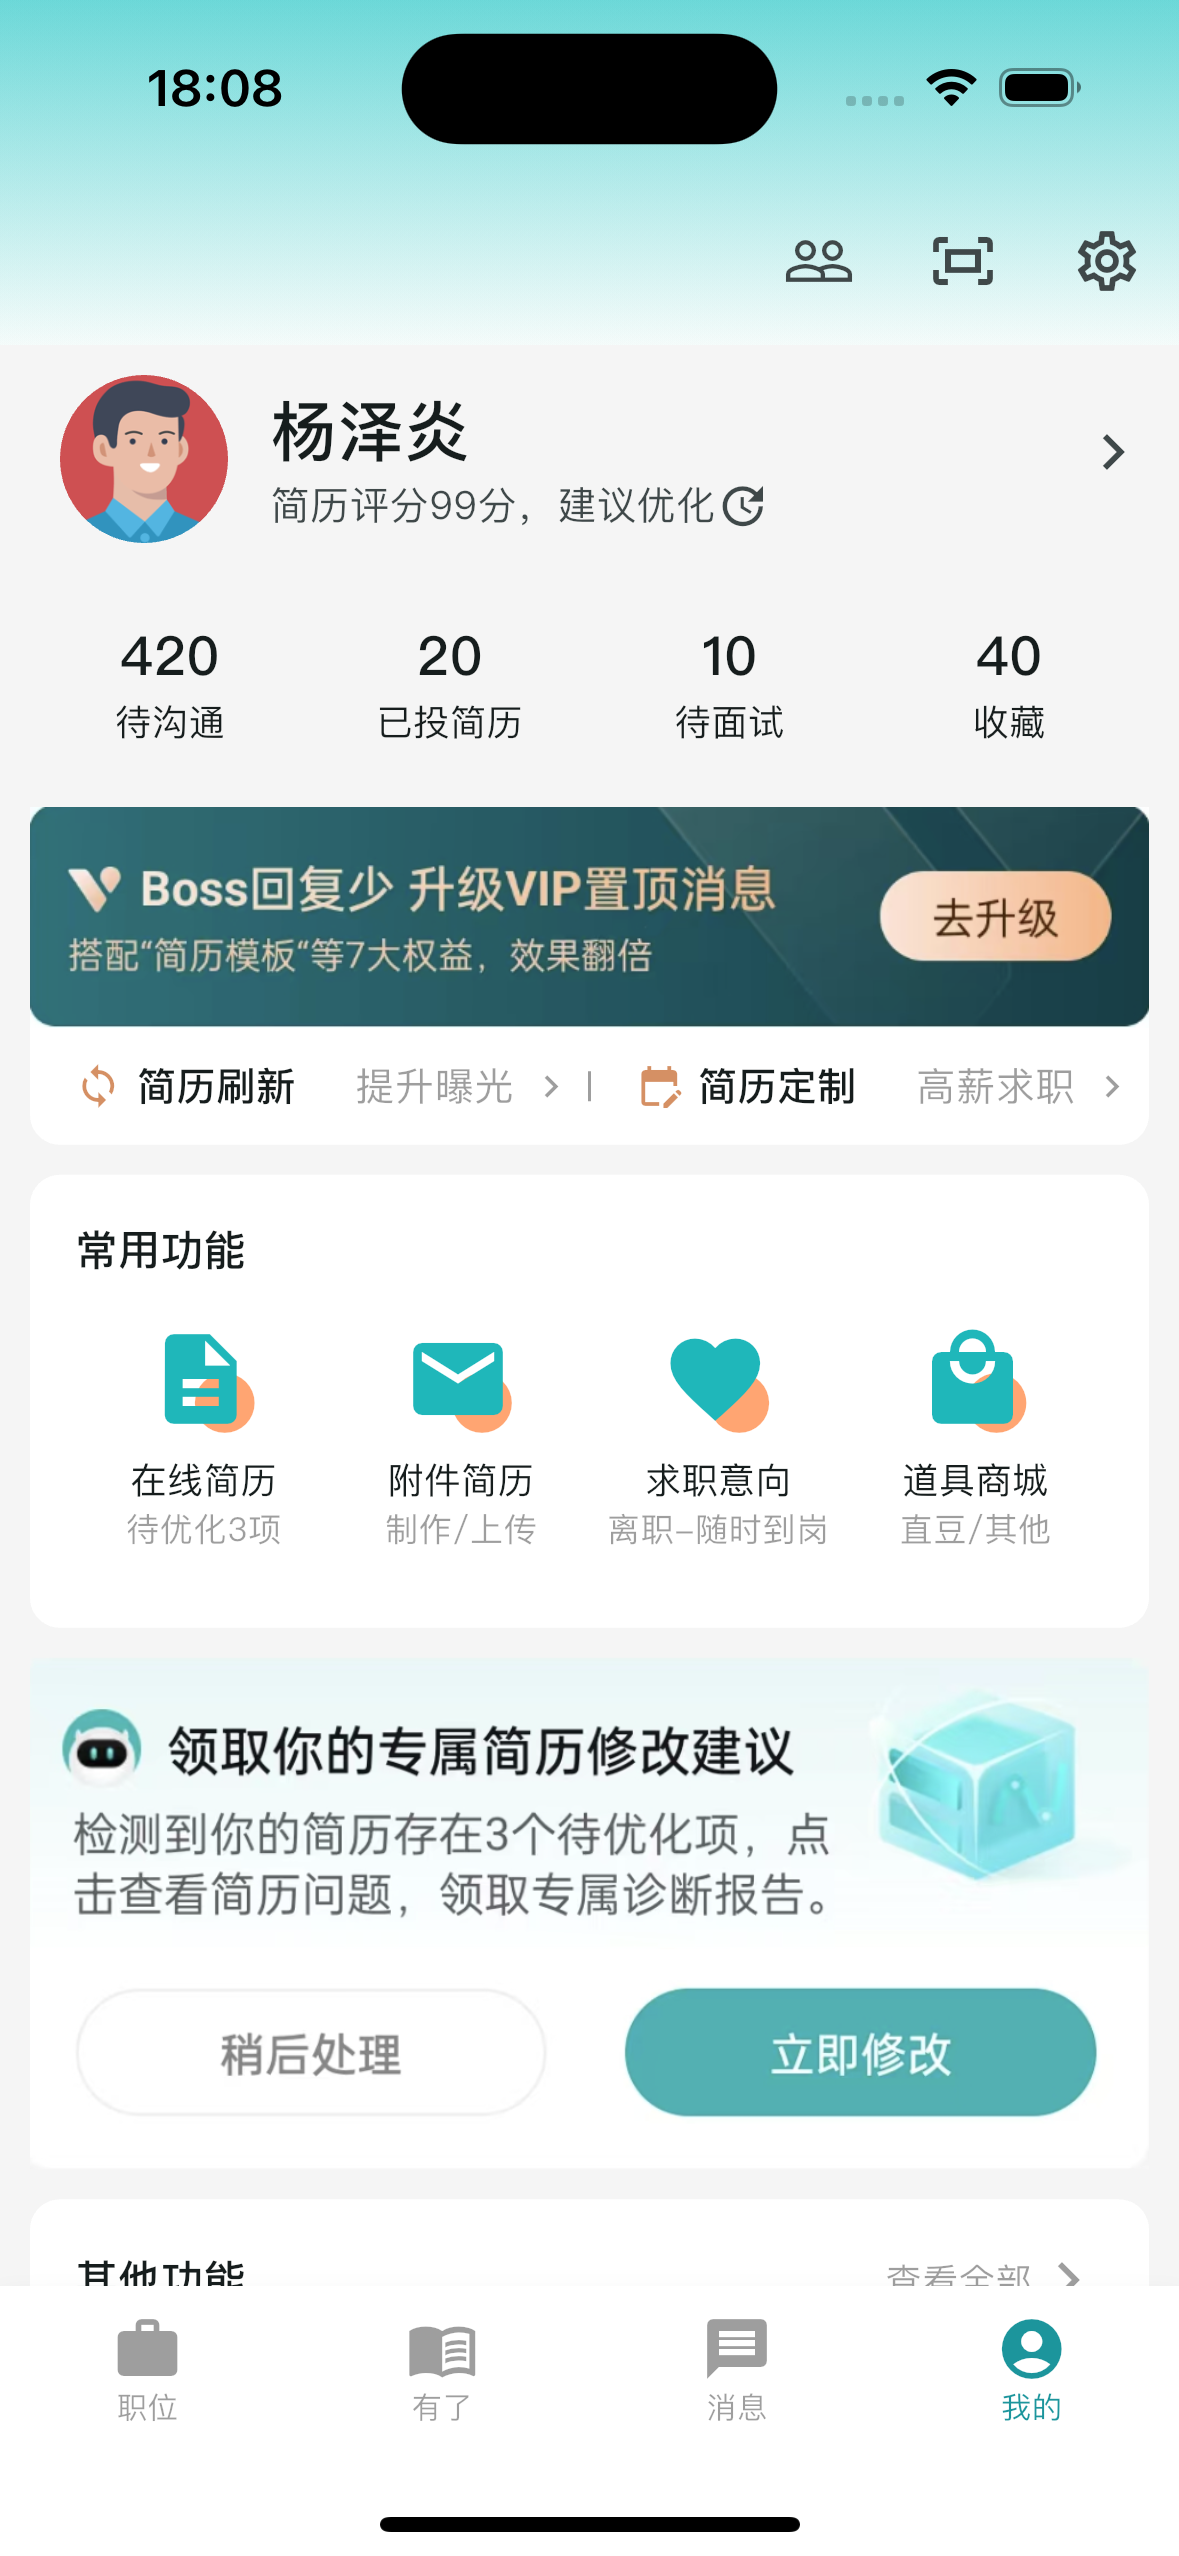 18:08
杨泽炎
简历评分99分，建议优化
420 20 10 40
待沟通 已投简历 待面试 收藏
Boss回复少 升级VIP置顶消息
搭配“简历模板“等7大权益，效果翻倍
去升级
简历刷新 提升曝光 简历定制 高薪求职
常用功能
在线简历 附件简历 求职意向 道具商城
待优化3项 制作/上传 离职-随时到岗 直豆/其他
领取你的专属简历修改建议
检测到你的简历存在3个待优化项，点
击查看简历问题，领取专属诊断报告。
稍后处理 立即修改
其他功能 查看全部
职位 有了 消息 我的